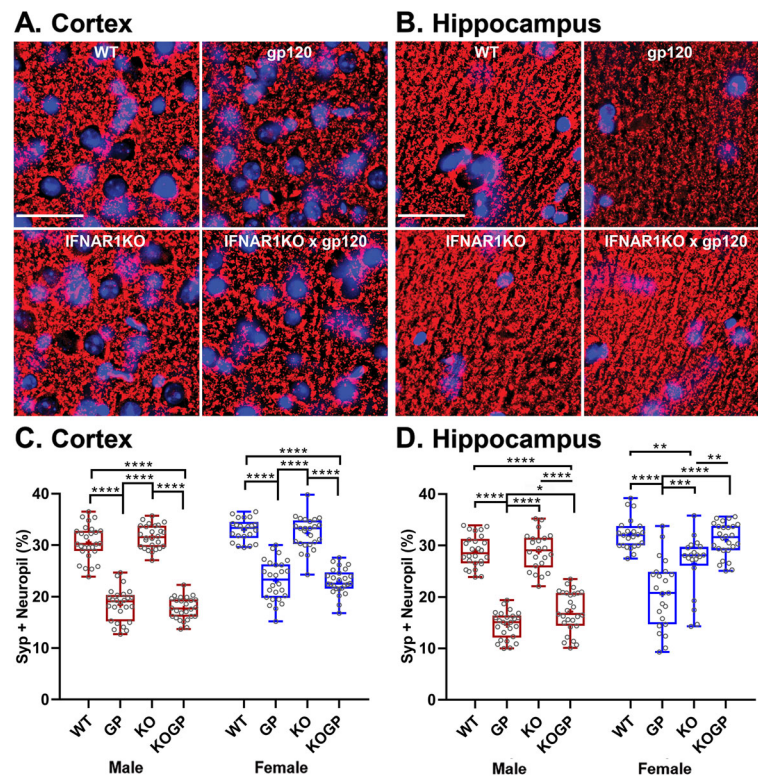 A. Cortex
B. Hippocampus
WT
gp120
WT
gp120
IFNAR1KO
IFNAR1KO x gp120
IFNAR1KO
IFNAR1KO x gp120
C. Cortex
Syp + Neuropil (%)
40
30
20
10
0
****
****
****
****
****
****
****
****
WT
GP
KO
KOGP
WT
GP
KO
KOGP
Male
Female
D. Hippocampus
Syp + Neuropil (%)
40
30
20
10
0
****
****
*
****
****
**
**
****
****
***
WT
GP
KO
KOGP
WT
GP
KO
KOGP
Male
Female